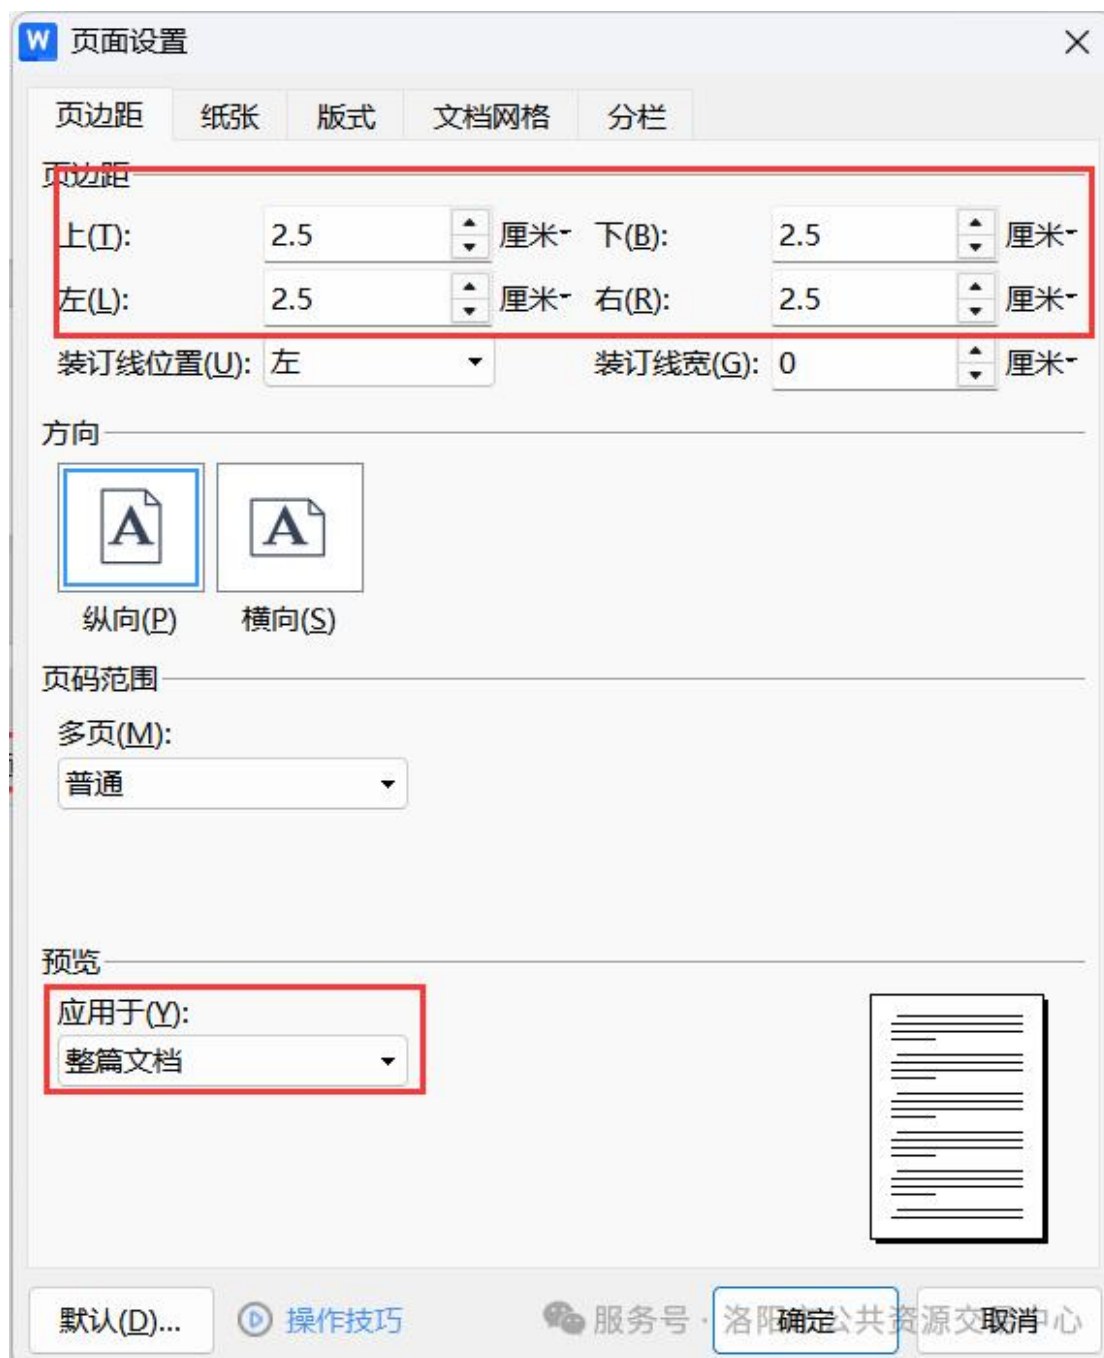 W 页面设置
页边距 纸张 版式 文档网格 分栏
页边距
上(T): 2.5 厘米 下(B): 2.5 厘米
左(L): 2.5 厘米 右(R): 2.5 厘米
装订线位置(U): 左 装订线宽(G): 0 厘米
方向
A A
纵向(P) 横向(S)
页码范围
多页(M):
普通
预览
应用于(Y):
整篇文档
默认(D)... 操作技巧 确定 取消
服务号 · 洛阳市公共资源交易中心